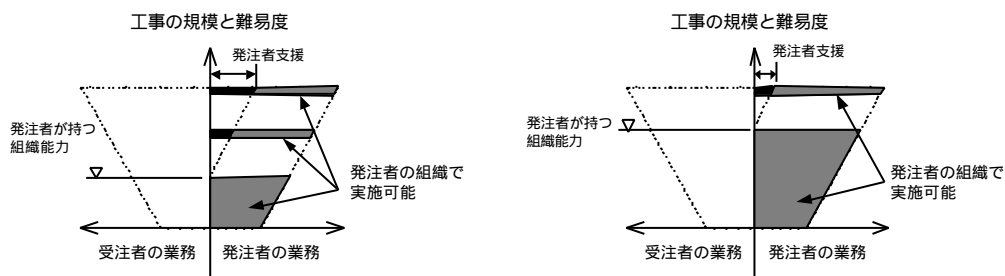 工事の規模と難易度
発注者支援
発注者が持つ
組織能力
発注者の組織で
実施可能
受注者の業務
発注者の業務
工事の規模と難易度
発注者支援
発注者が持つ
組織能力
発注者の組織で
実施可能
受注者の業務
発注者の業務